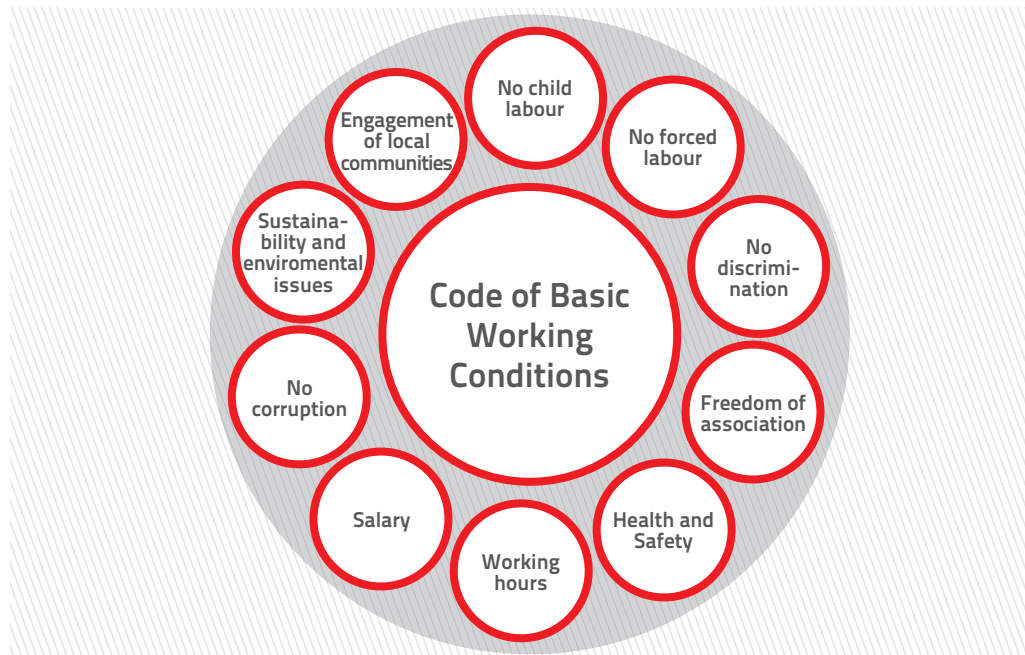 No child
labour
No forced
labour
No
discrimi-
nation
Freedom of
association
Health and
Safety
Working
hours
Salary
No
corruption
Sustaina-
bility and
enviromental
issues
Engagement
of local
communities
Code of Basic
Working
Conditions